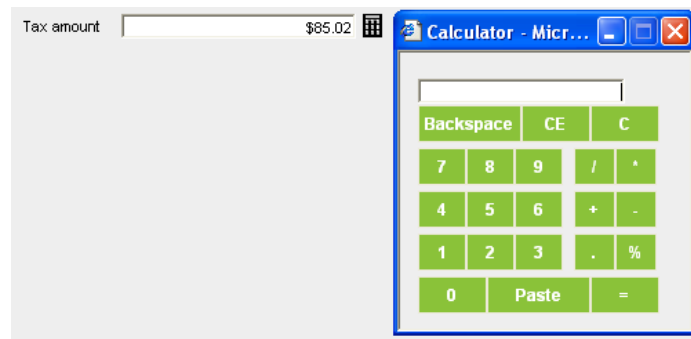 Tax amount $85.02
Calculator - Micr...
Backspace CE C
7 8 9 / *
4 5 6 + -
1 2 3 . %
0 Paste =